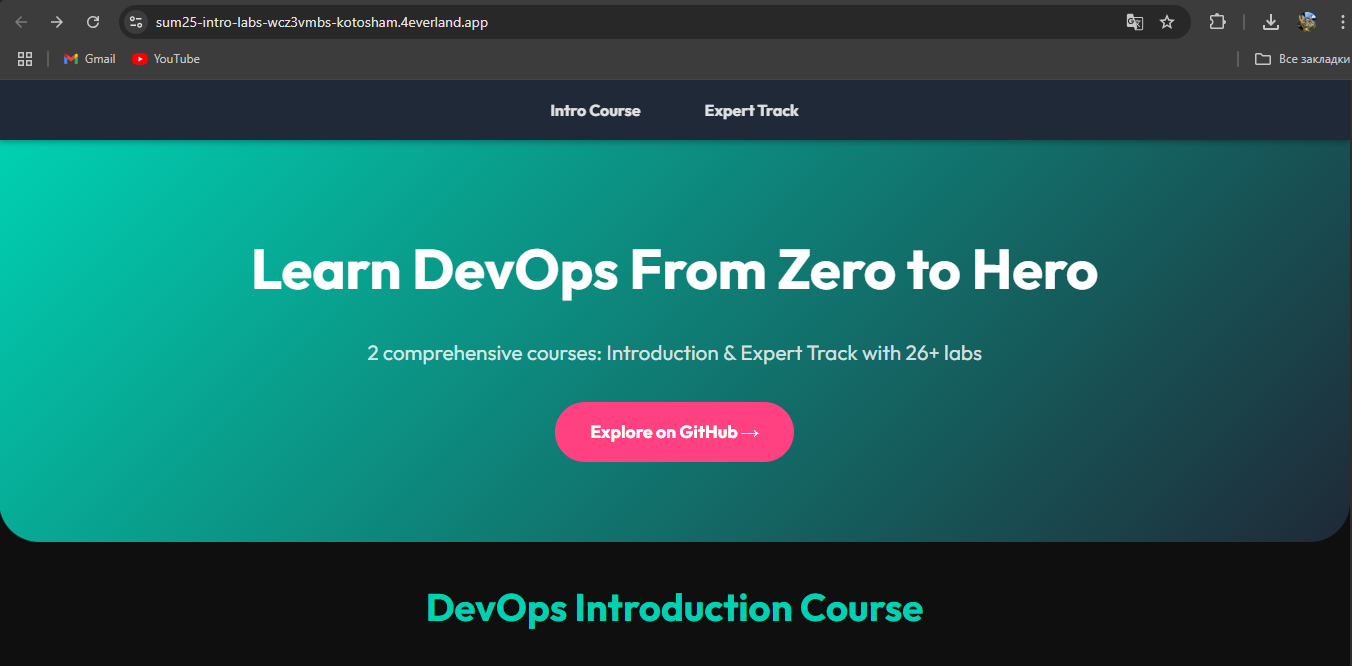 sum25-intro-labs-wcz3vmbs-kotosham.4everland.app
Gmail YouTube Все закладки
Intro Course Expert Track
Learn DevOps From Zero to Hero
2 comprehensive courses: Introduction & Expert Track with 26+ labs
Explore on GitHub →
DevOps Introduction Course